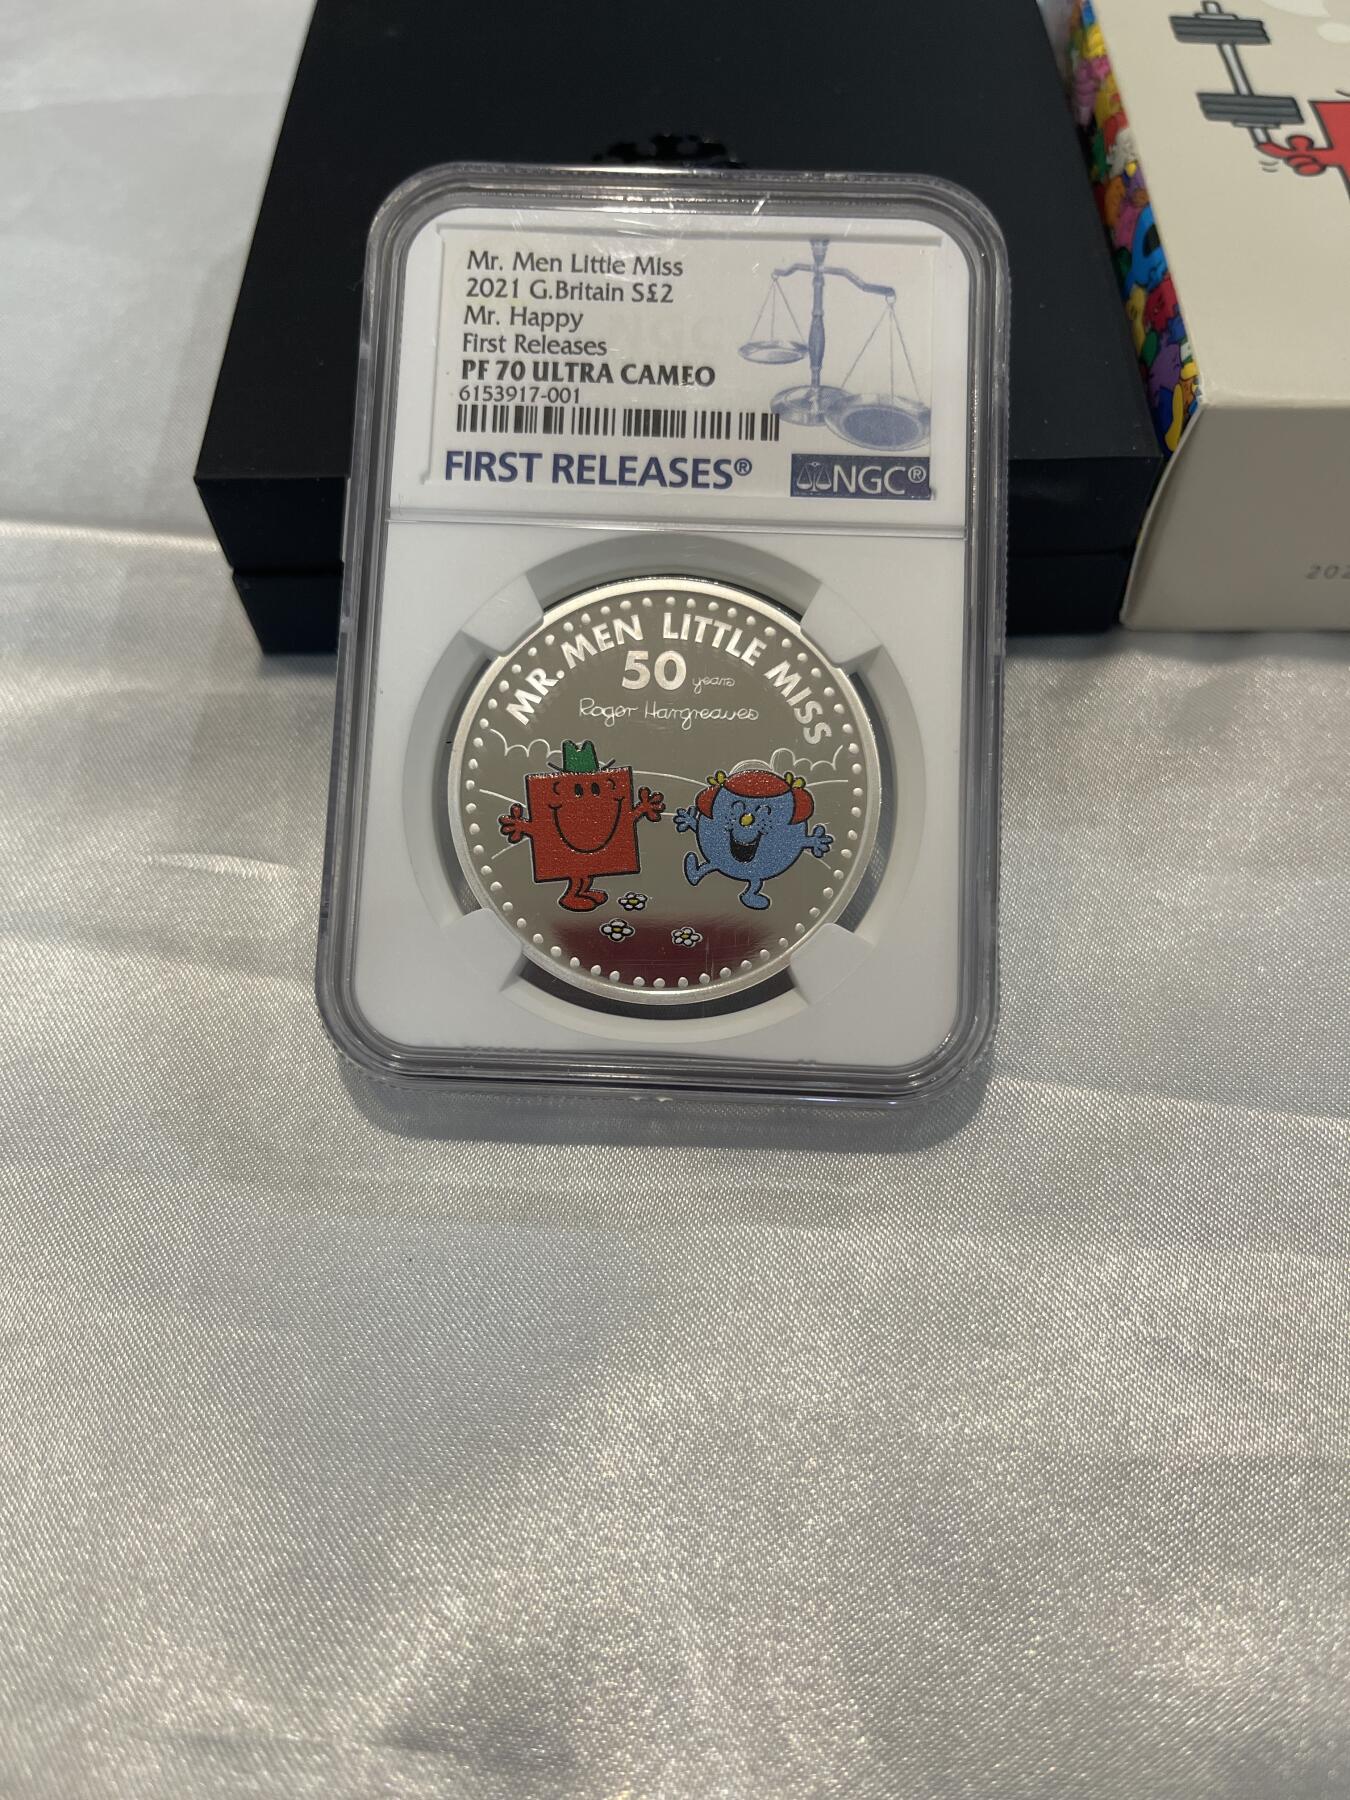 Mr. Men Little Miss
2021 G.Britain S£2
Mr. Happy
First Releases
PF 70 ULTRA CAMEO
6153917-001
FIRST RELEASES®
NGC®
MR. MEN LITTLE MISS
50 years
Roger Hargreaves